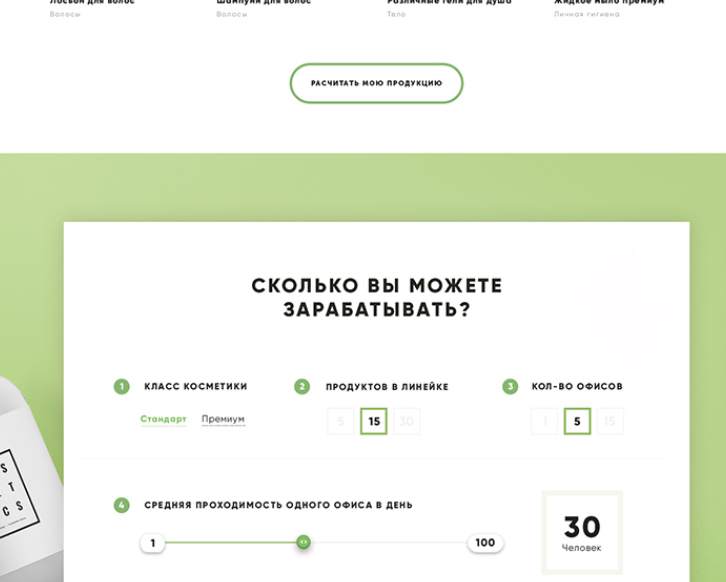 Лосьон для волос
Шампуни для волос
Различные гели для душа
Жидкое мыло премиум
Волосы
Волосы
Тело
Личная гигиена
РАСЧИТАТЬ МОЮ ПРОДУКЦИЮ
СКОЛЬКО ВЫ МОЖЕТЕ
ЗАРАБАТЫВАТЬ?
1 КЛАСС КОСМЕТИКИ
Стандарт Премиум
2 ПРОДУКТОВ В ЛИНЕЙКЕ
5 15 30
3 КОЛ-ВО ОФИСОВ
1 5 15
4 СРЕДНЯЯ ПРОХОДИМОСТЬ ОДНОГО ОФИСА В ДЕНЬ
1 100
30
Человек